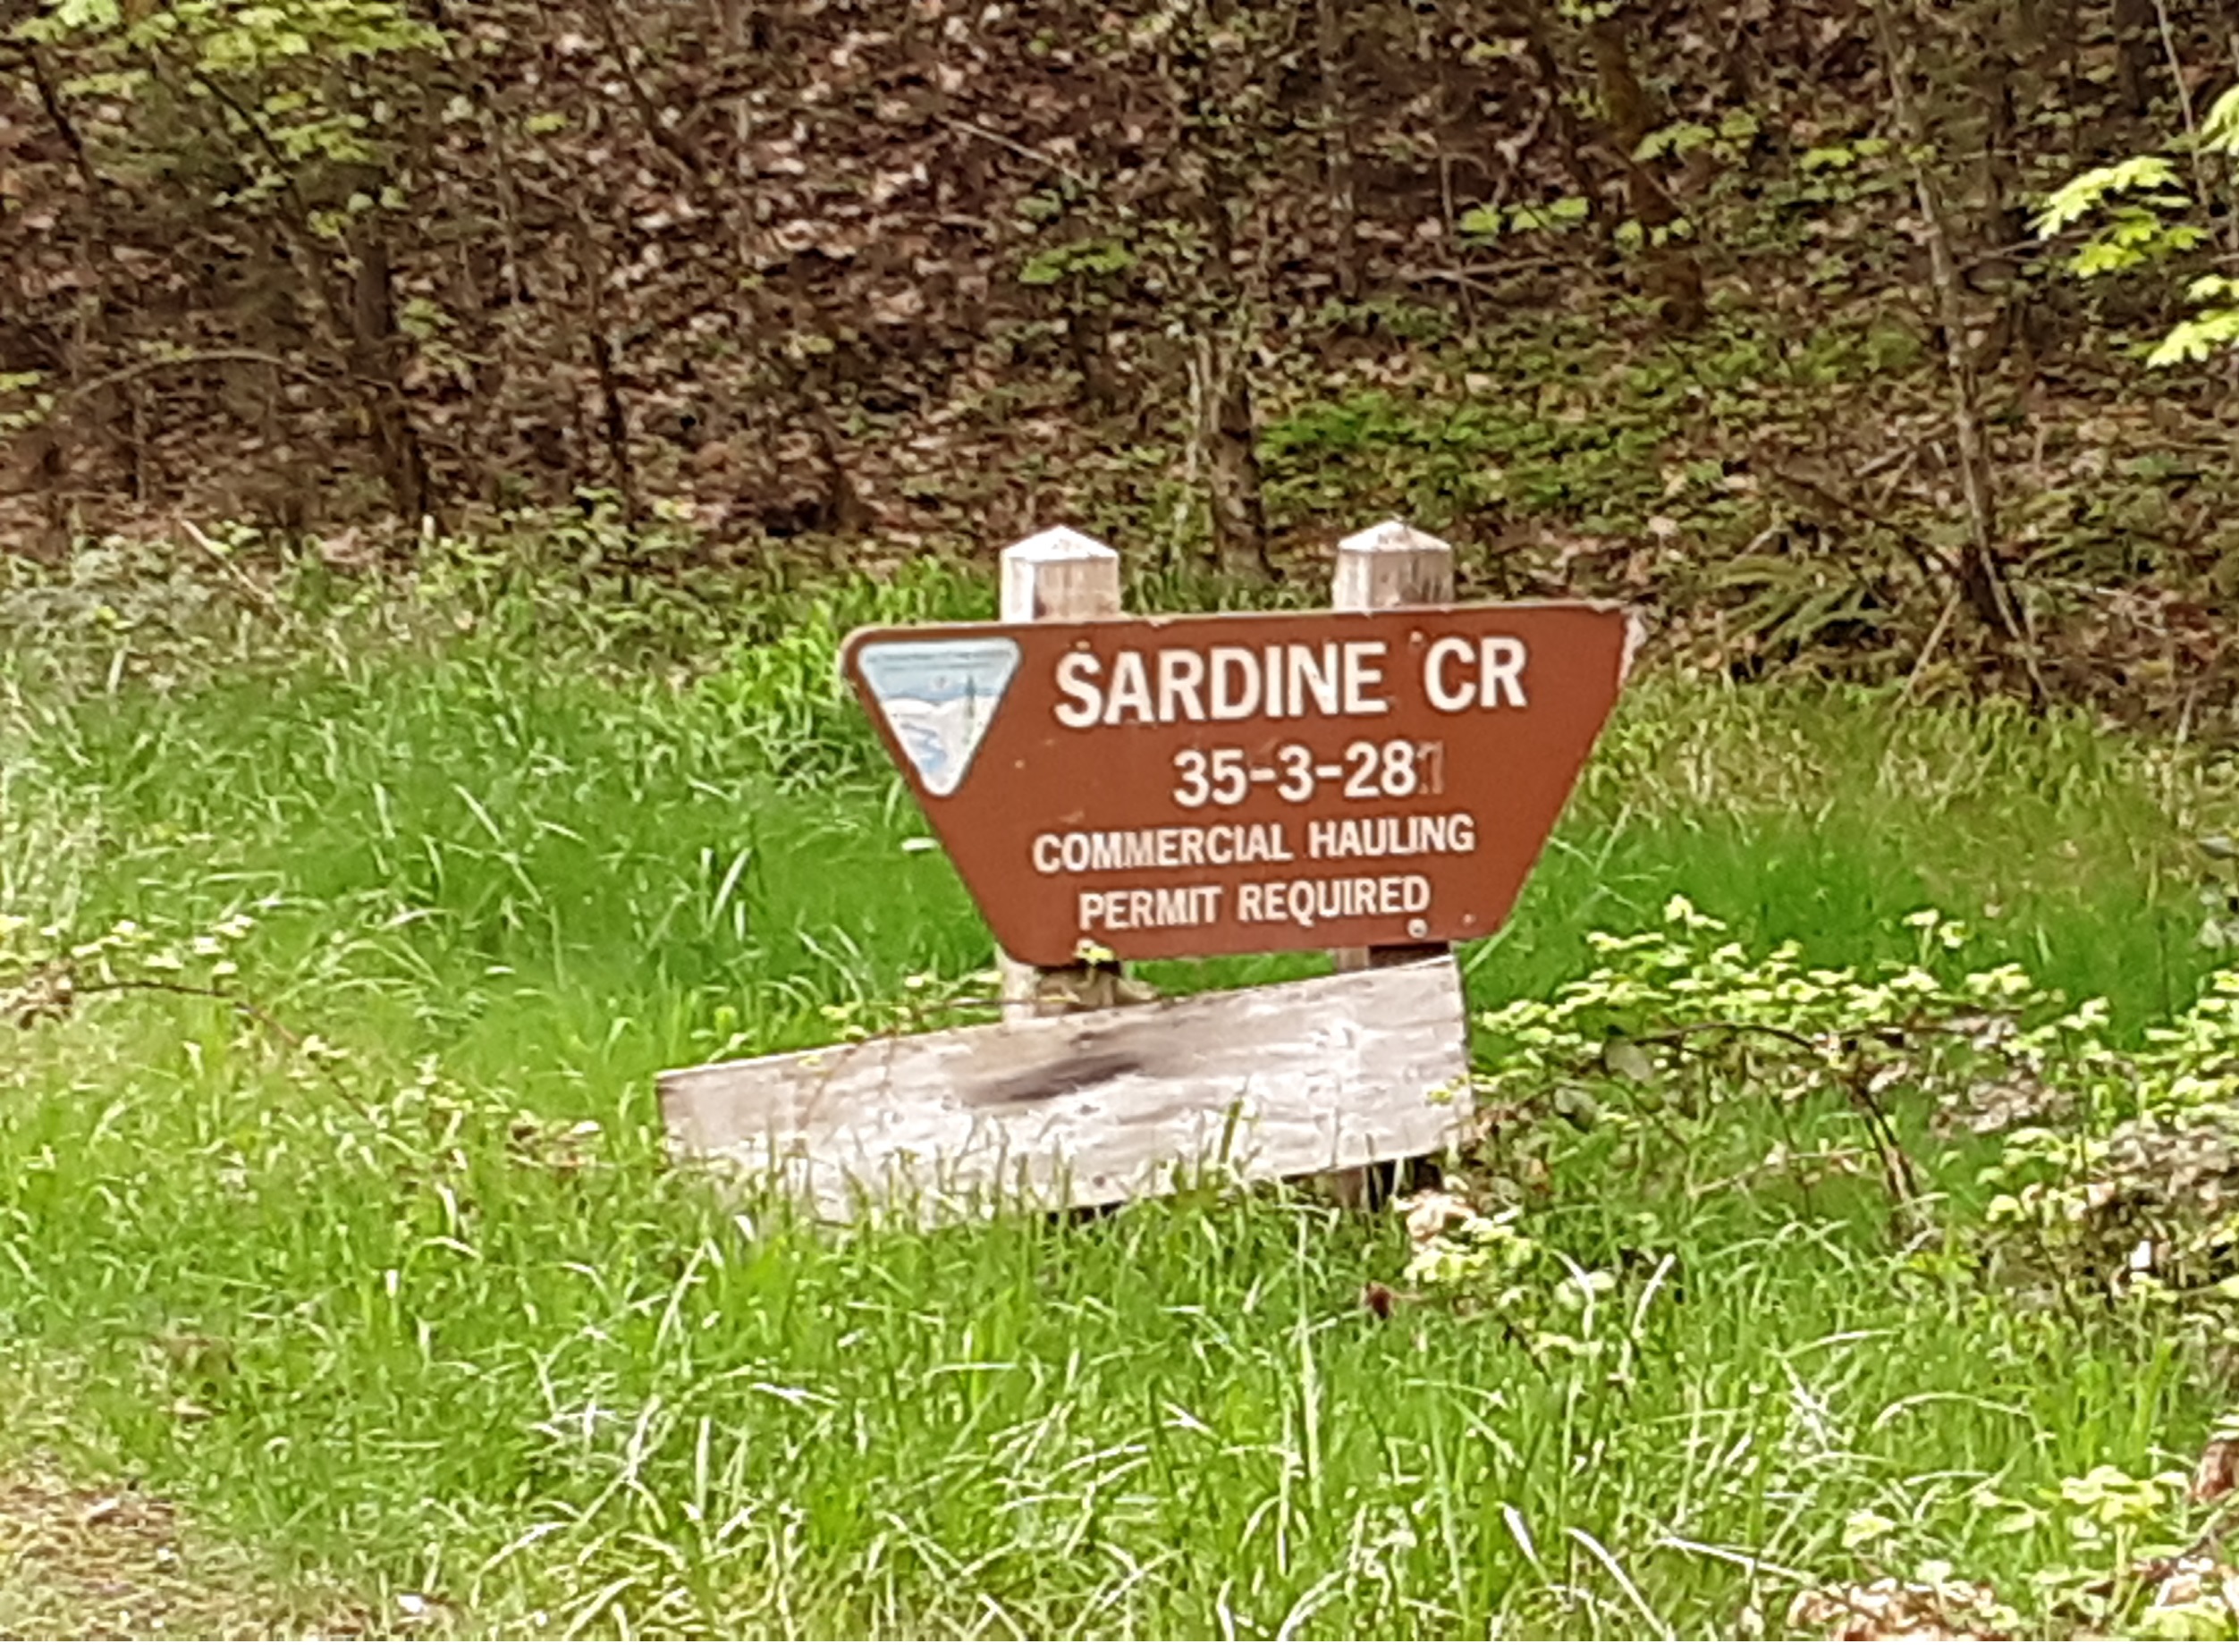 SARDINE CR
35-3-28
COMMERCIAL HAULING
PERMIT REQUIRED